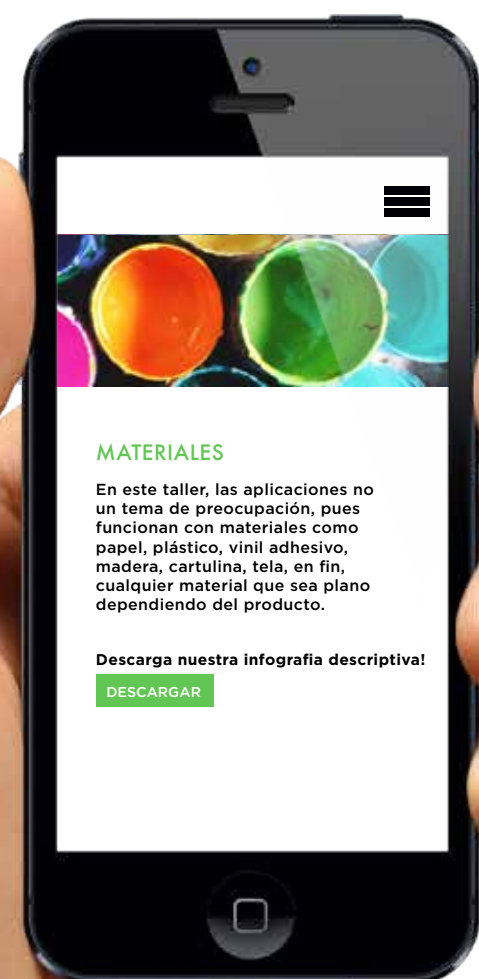 MATERIALES
En este taller, las aplicaciones no
un tema de preocupación, pues
funcionan con materiales como
papel, plástico, vinil adhesivo,
madera, cartulina, tela, en fin,
cualquier material que sea plano
dependiendo del producto.
Descarga nuestra infografia descriptiva!
DESCARGAR